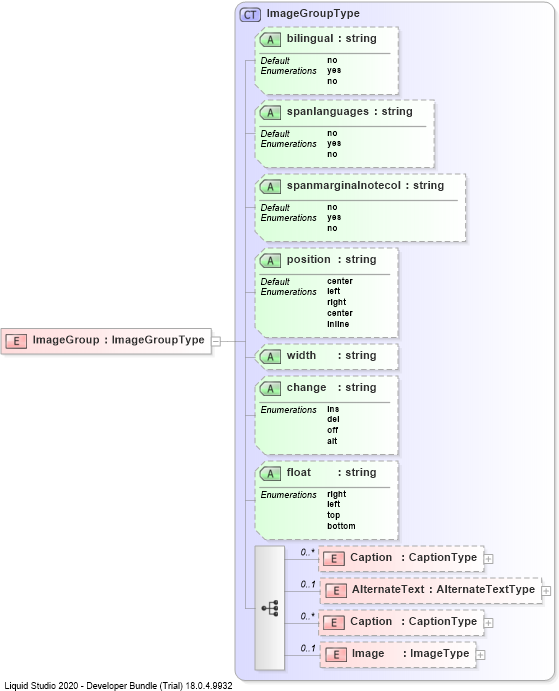 CT ImageGroupType
A bilingual : string
Default no
Enumerations yes
no
A spanlanguages : string
Default no
Enumerations yes
no
A spanmarginalnotecol : string
Default no
Enumerations yes
no
A position : string
Default center
Enumerations left
right
center
inline
E ImageGroup : ImageGroupType
A width : string
A change : string
Enumerations ins
del
off
alt
A float : string
Enumerations right
left
top
bottom
0..* E Caption : CaptionType
0..1 E AlternateText : AlternateTextType
0..* E Caption : CaptionType
0..1 E Image : ImageType
Liquid Studio 2020 - Developer Bundle (Trial) 18.0.4.9932